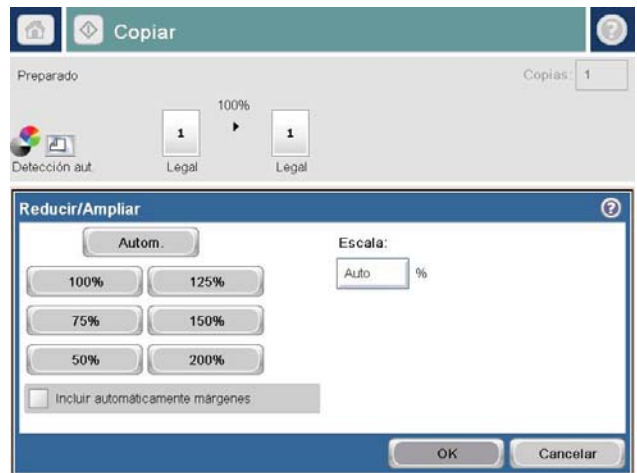 Copiar
?
Preparado
Copias: 1
100%
1 1
Detección aut. Legal Legal
Reducir/Ampliar
?
Autom. Escala:
100% 125% Auto %
75% 150%
50% 200%
Incluir automáticamente márgenes
OK Cancelar